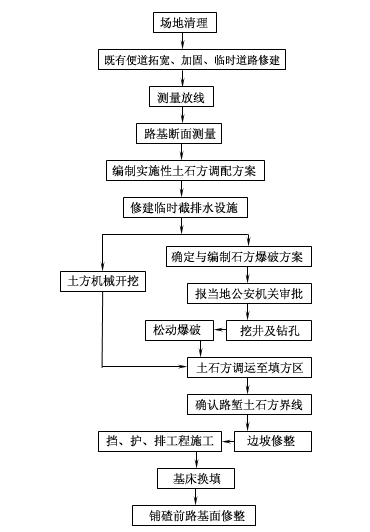 场地清理
既有便道拓宽、加固、临时道路修建
测量放线
路基断面测量
编制实施性土石方调配方案
修建临时截排水设施
确定与编制石方爆破方案
土方机械开挖
报当地公安机关审批
松动爆破
挖井及钻孔
土石方调运至填方区
确认路堑土石方界线
挡、护、排工程施工
边坡修整
基床换填
铺碴前路基面修整